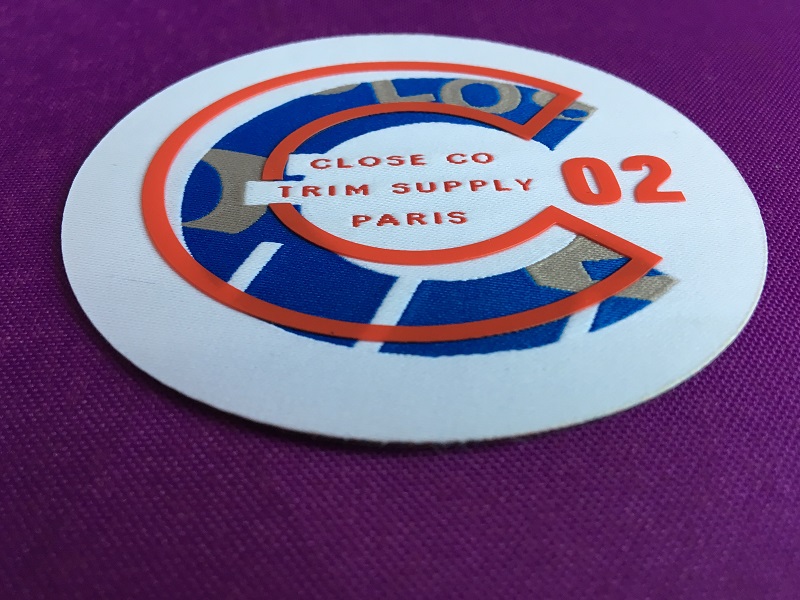 CLOSE CO
TRIM SUPPLY
PARIS
02